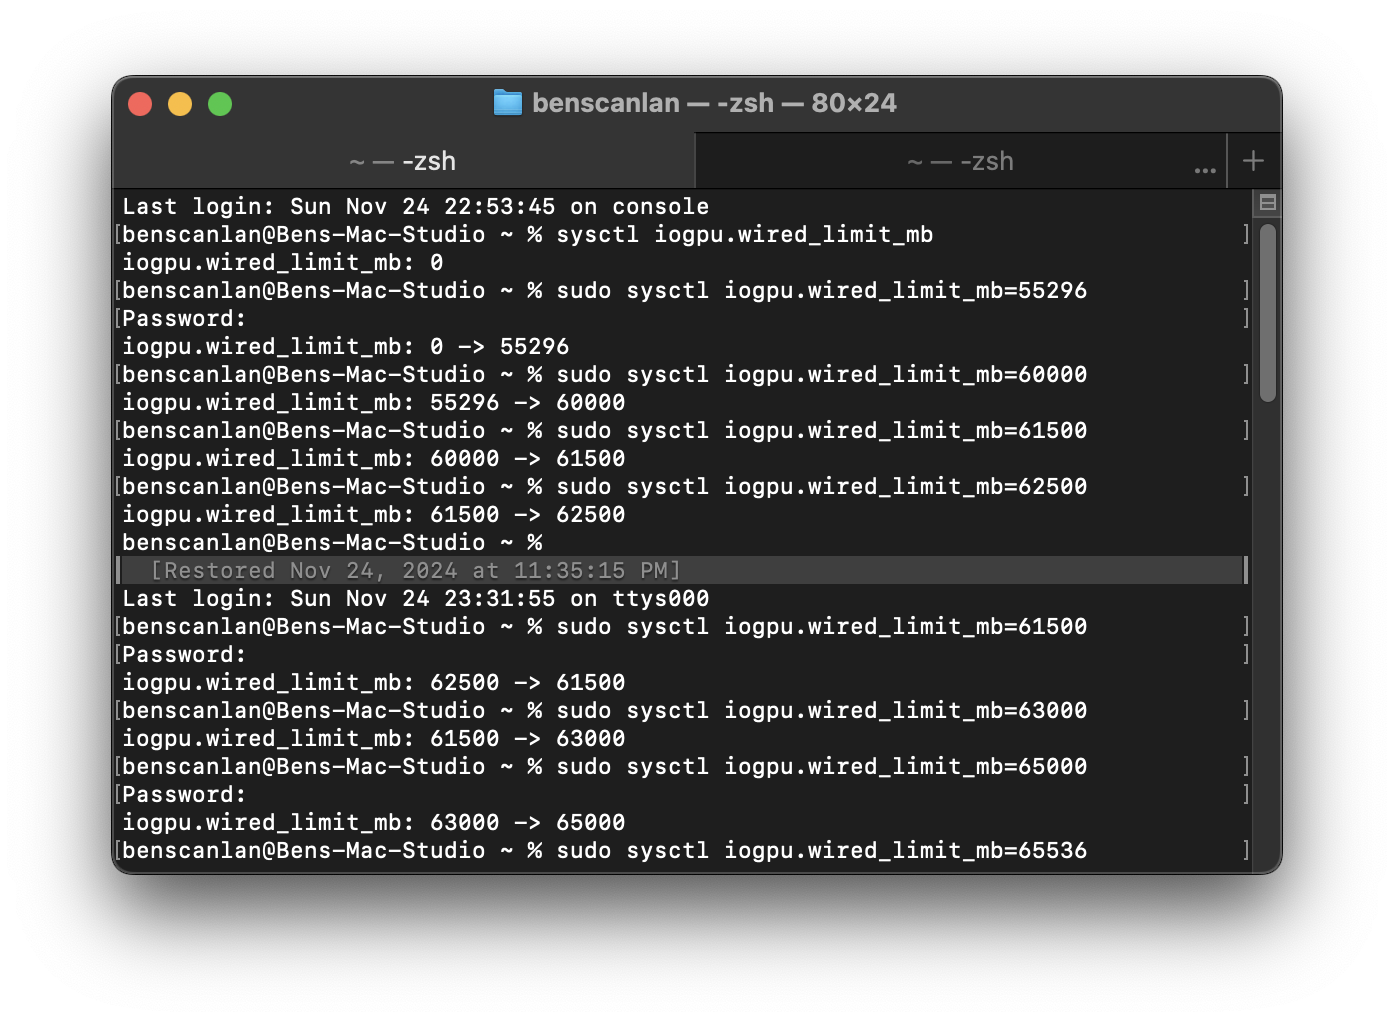 benscanlan — -zsh — 80×24
~ — -zsh
~ — -zsh
Last login: Sun Nov 24 22:53:45 on console
[benscanlan@Bens-Mac-Studio ~ % sysctl iogpu.wired_limit_mb ]
iogpu.wired_limit_mb: 0
[benscanlan@Bens-Mac-Studio ~ % sudo sysctl iogpu.wired_limit_mb=55296 ]
[Password: ]
iogpu.wired_limit_mb: 0 -> 55296
[benscanlan@Bens-Mac-Studio ~ % sudo sysctl iogpu.wired_limit_mb=60000 ]
iogpu.wired_limit_mb: 55296 -> 60000
[benscanlan@Bens-Mac-Studio ~ % sudo sysctl iogpu.wired_limit_mb=61500 ]
iogpu.wired_limit_mb: 60000 -> 61500
[benscanlan@Bens-Mac-Studio ~ % sudo sysctl iogpu.wired_limit_mb=62500 ]
iogpu.wired_limit_mb: 61500 -> 62500
benscanlan@Bens-Mac-Studio ~ %
[Restored Nov 24, 2024 at 11:35:15 PM]
Last login: Sun Nov 24 23:31:55 on ttys000
[benscanlan@Bens-Mac-Studio ~ % sudo sysctl iogpu.wired_limit_mb=61500 ]
[Password: ]
iogpu.wired_limit_mb: 62500 -> 61500
[benscanlan@Bens-Mac-Studio ~ % sudo sysctl iogpu.wired_limit_mb=63000 ]
iogpu.wired_limit_mb: 61500 -> 63000
[benscanlan@Bens-Mac-Studio ~ % sudo sysctl iogpu.wired_limit_mb=65000 ]
[Password: ]
iogpu.wired_limit_mb: 63000 -> 65000
[benscanlan@Bens-Mac-Studio ~ % sudo sysctl iogpu.wired_limit_mb=65536 ]